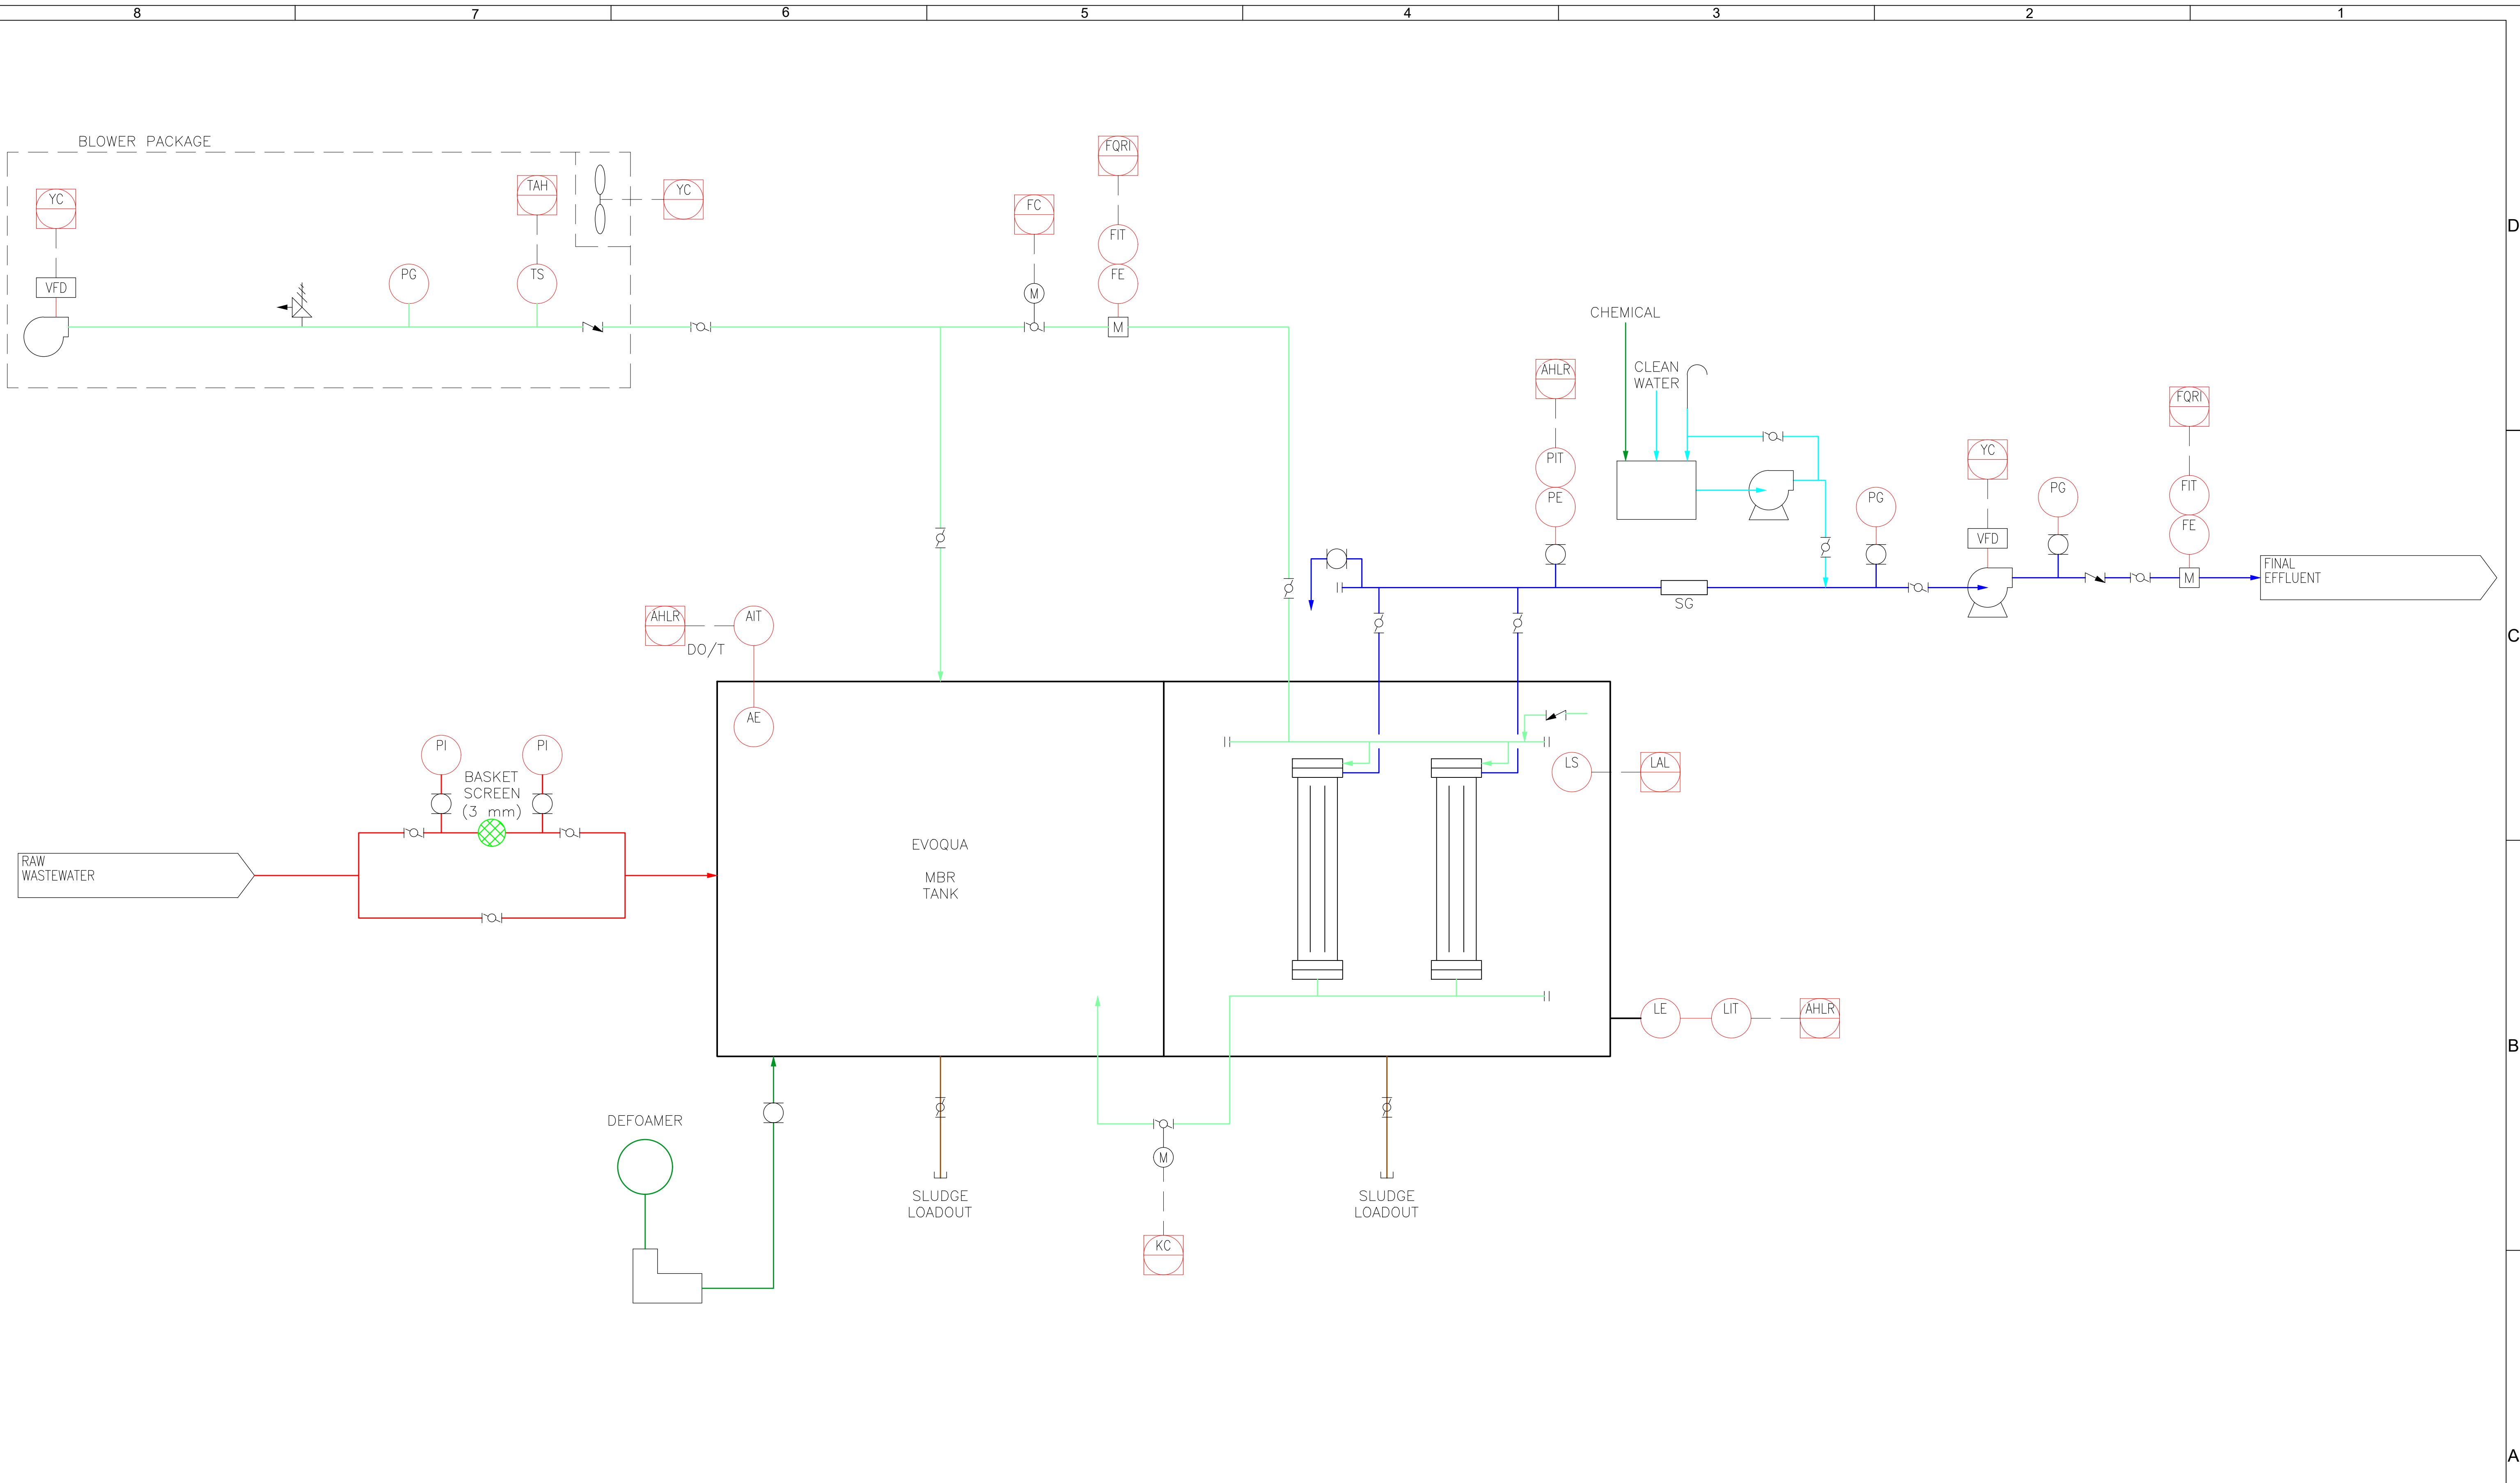 8 7 6 5 4 3 2 1
BLOWER PACKAGE
FQRI
YC
TAH
YC
FC
D
FIT
PG
TS
FE
VFD
M
M
CHEMICAL
AHLR
CLEAN
WATER
FQRI
YC
PIT
PE
PG
PG
FIT
FE
VFD
FINAL
EFFLUENT
M
SG
AHLR
AIT
DO/T
C
AE
PI
PI
BASKET
SCREEN
(3 mm)
LS
LAL
EVOQUA
MBR
TANK
RAW
WASTEWATER
LE
LIT
AHLR
B
DEFOAMER
M
SLUDGE
LOADOUT
SLUDGE
LOADOUT
KC
A